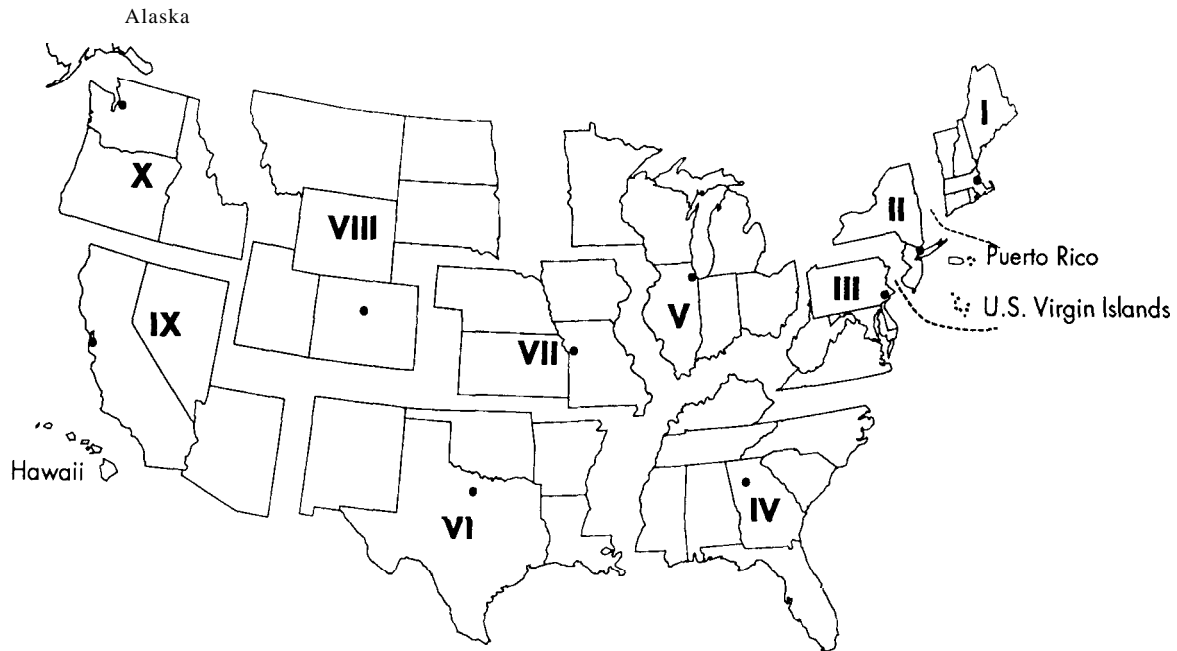 Alaska
I
X
II
VIII
Puerto Rico
III
U.S. Virgin Islands
IX
V
VII
Hawaii
IV
VI